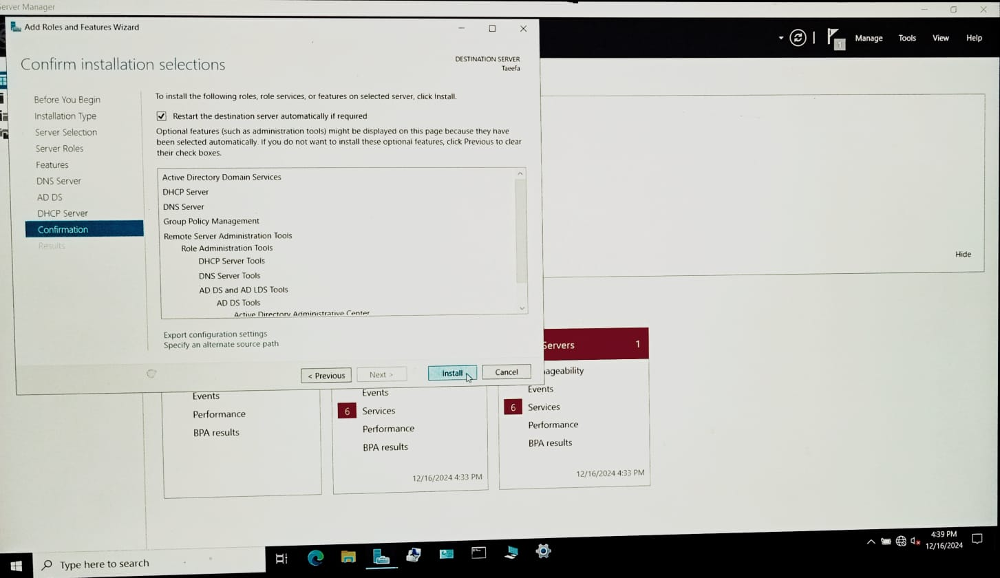 Server Manager
Add Roles and Features Wizard
Manage
Tools
View
Help
1
Confirm installation selections
DESTINATION SERVER
Taeefa
Before You Begin
Installation Type
Server Selection
Server Roles
Features
DNS Server
AD DS
DHCP Server
Confirmation
Results
To install the following roles, role services, or features on selected server, click Install.
Restart the destination server automatically if required
Optional features (such as administration tools) might be displayed on this page because they have
been selected automatically. If you do not want to install these optional features, click Previous to clear
their check boxes.
Active Directory Domain Services
DHCP Server
DNS Server
Group Policy Management
Remote Server Administration Tools
Role Administration Tools
DHCP Server Tools
DNS Server Tools
AD DS and AD LDS Tools
AD DS Tools
Active Directory Administrative Center
Export configuration settings
Specify an alternate source path
< Previous
Next >
Install
Cancel
Hide
Servers 1
nageability
Events
Performance
BPA results
Events
6 Services
Performance
BPA results
12/16/2024 4:33 PM
Events
6 Services
Performance
BPA results
12/16/2024 4:33 PM
Type here to search
4:39 PM
12/16/2024